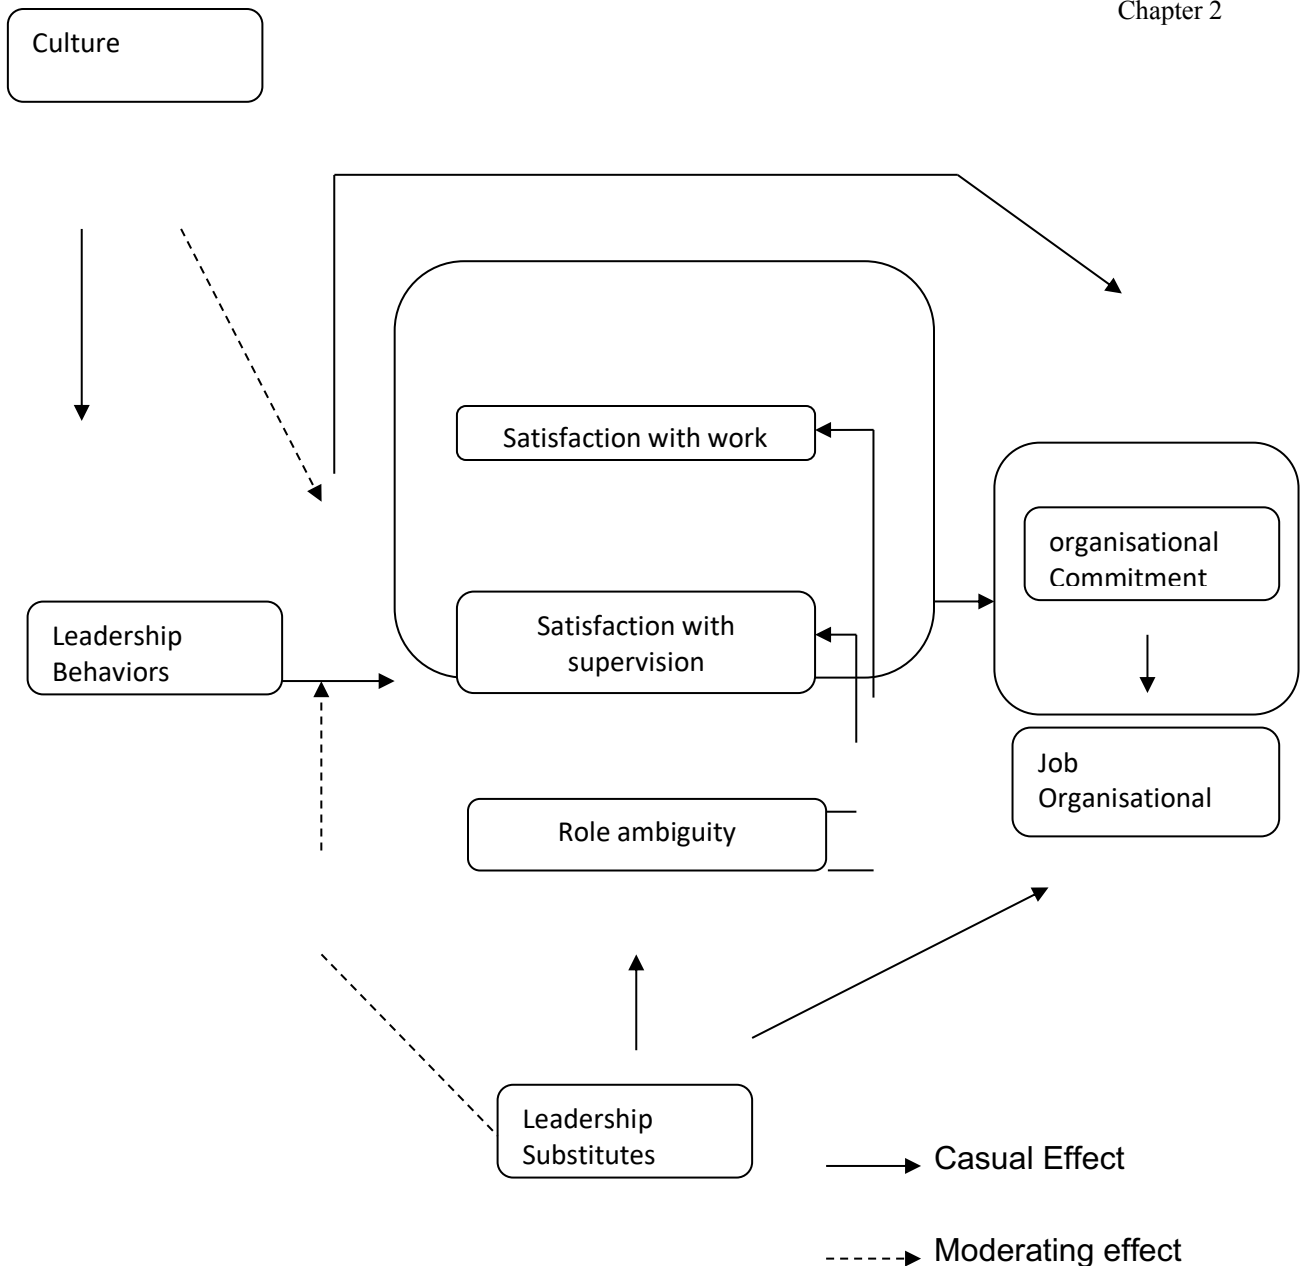 Chapter 2
Culture
Satisfaction with work
organisational
Commitment
Satisfaction with
supervision
Leadership
Behaviors
Job
Organisational
Role ambiguity
Leadership
Substitutes
Casual Effect
Moderating effect